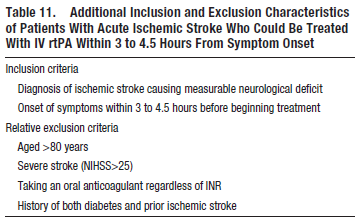 Table 11. Additional Inclusion and Exclusion Characteristics
of Patients With Acute Ischemic Stroke Who Could Be Treated
With IV rtPA Within 3 to 4.5 Hours From Symptom Onset
Inclusion criteria
Diagnosis of ischemic stroke causing measurable neurological deficit
Onset of symptoms within 3 to 4.5 hours before beginning treatment
Relative exclusion criteria
Aged >80 years
Severe stroke (NIHSS>25)
Taking an oral anticoagulant regardless of INR
History of both diabetes and prior ischemic stroke